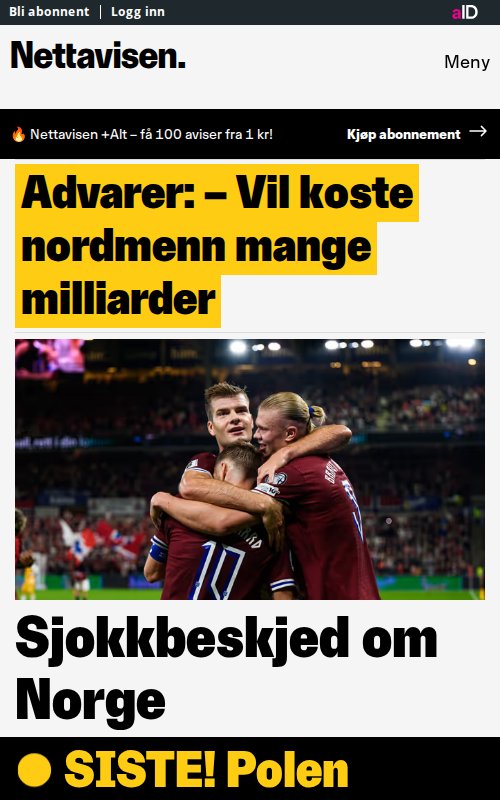 Bli abonnent | Logg inn
aID
Nettavisen.
Meny
🔥 Nettavisen +Alt – få 100 aviser fra 1 kr!
Kjøp abonnement →
Advarer: – Vil koste
nordmenn mange
milliarder
10
Sjokkbeskjed om
Norge
SISTE! Polen